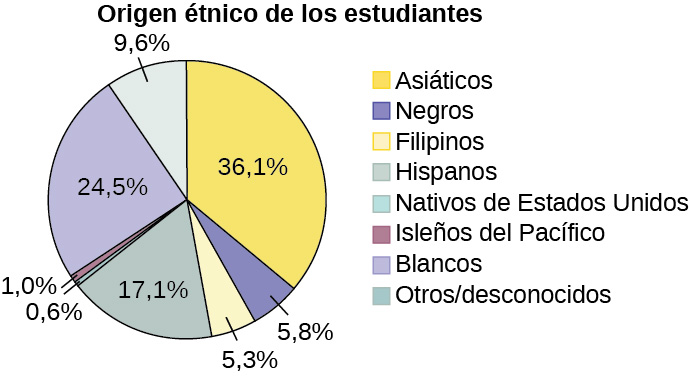 Origen étnico de los estudiantes
9,6%
36,1%
24,5%
1,0%
0,6%
17,1%
5,3%
5,8%
Asiáticos
Negros
Filipinos
Hispanos
Nativos de Estados Unidos
Isleños del Pacífico
Blancos
Otros/desconocidos